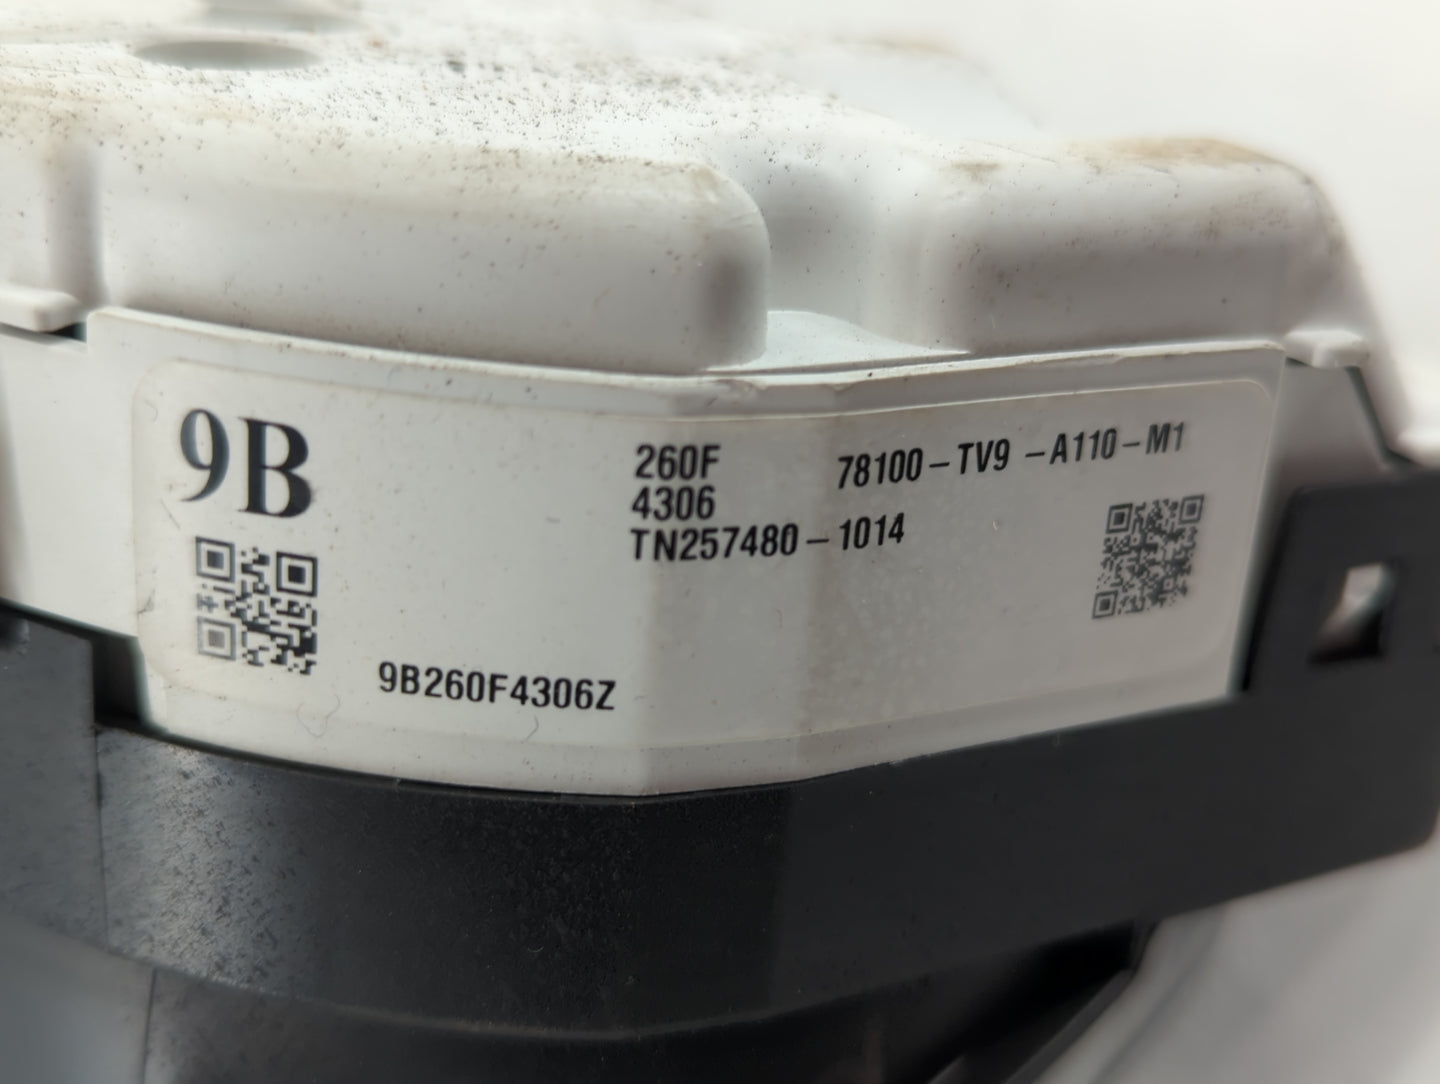 9B
260F 78100-TV9 -A110-M1
4306
TN257480-1014
9B260F4306Z